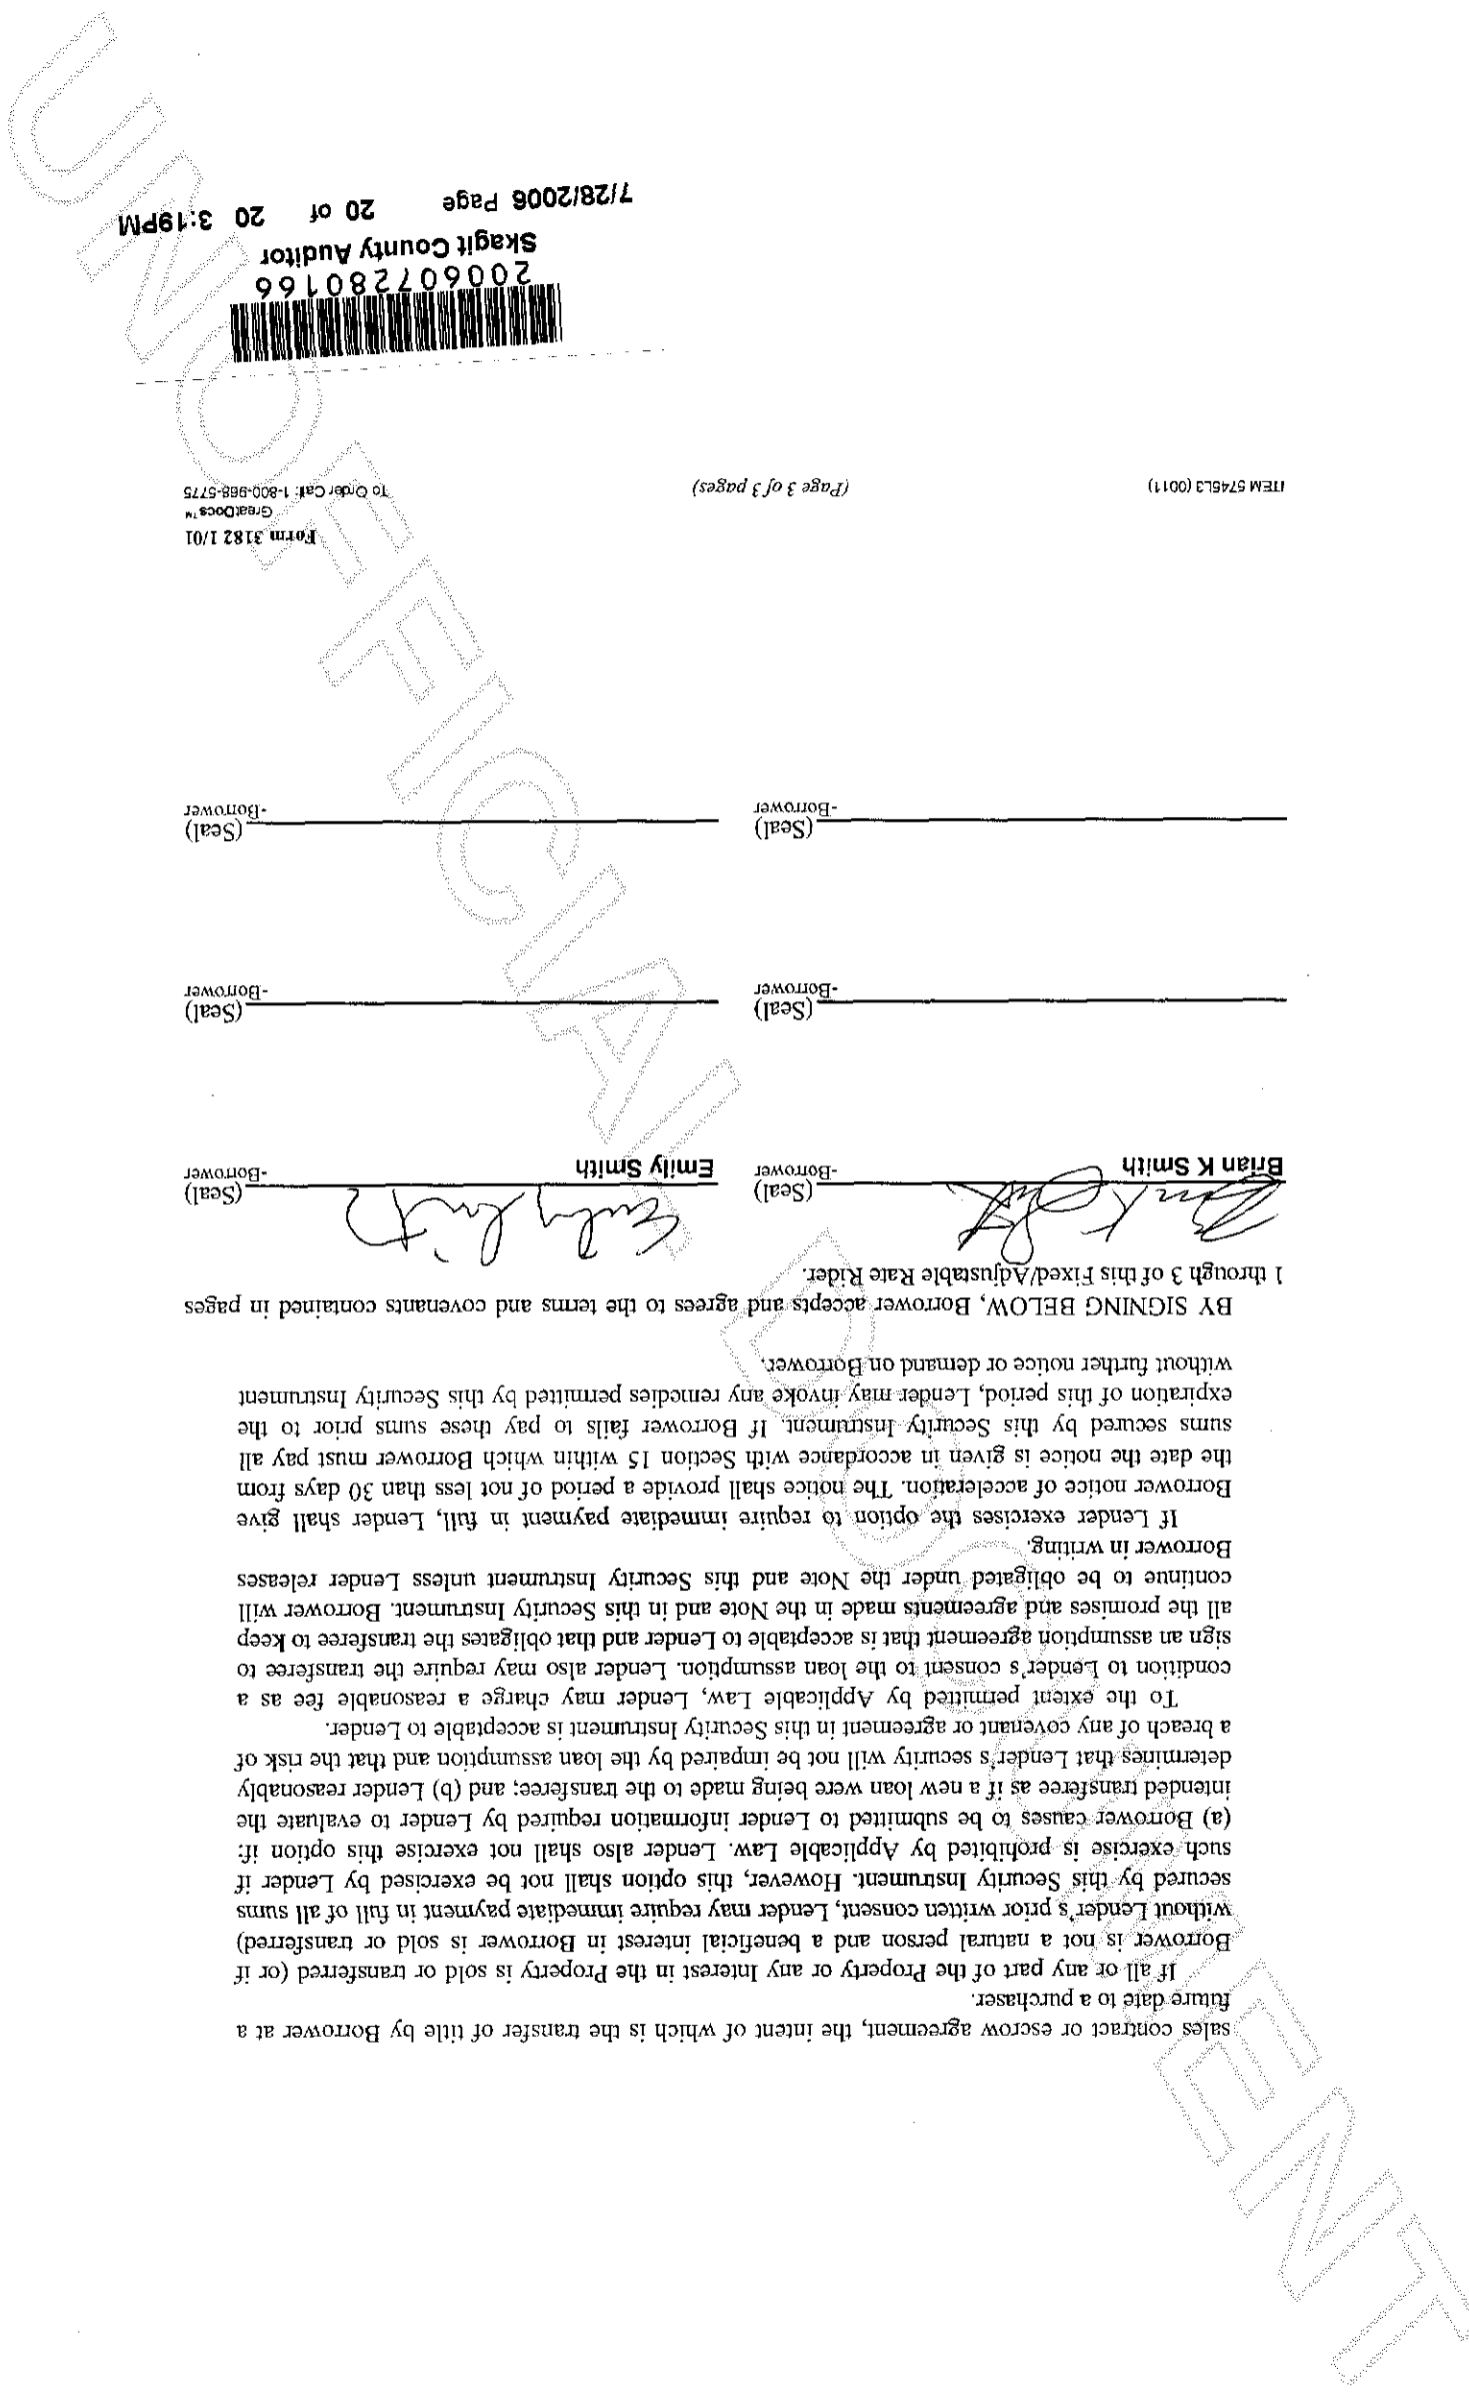 sales contract or escrow agreement, the intent of which is the transfer of title by Borrower at a
future date to a purchaser.
If all or any part of the Property or any Interest in the Property is sold or transferred (or if
Borrower is not a natural person and a beneficial interest in Borrower is sold or transferred)
without Lender's prior written consent, Lender may require immediate payment in full of all sums
secured by this Security Instrument. However, this option shall not be exercised by Lender if
such exercise is prohibited by Applicable Law. Lender also shall not exercise this option if:
(a) Borrower causes to be submitted to Lender information required by Lender to evaluate the
intended transferee as if a new loan were being made to the transferee; and (b) Lender reasonably
determines that Lender's security will not be impaired by the loan assumption and that the risk of
a breach of any covenant or agreement in this Security Instrument is acceptable to Lender.
To the extent permitted by Applicable Law, Lender may charge a reasonable fee as a
condition to Lender's consent to the loan assumption. Lender also may require the transferee to
sign an assumption agreement that is acceptable to Lender and that obligates the transferee to keep
all the promises and agreements made in the Note and in this Security Instrument. Borrower will
continue to be obligated under the Note and this Security Instrument unless Lender releases
Borrower in writing.
If Lender exercises the option to require immediate payment in full, Lender shall give
Borrower notice of acceleration. The notice shall provide a period of not less than 30 days from
the date the notice is given in accordance with Section 15 within which Borrower must pay all
sums secured by this Security Instrument. If Borrower fails to pay these sums prior to the
expiration of this period, Lender may invoke any remedies permitted by this Security Instrument
without further notice or demand on Borrower.
BY SIGNING BELOW, Borrower accepts and agrees to the terms and covenants contained in pages
1 through 3 of this Fixed/Adjustable Rate Rider.
Brian K Smith (Seal) -Borrower
Emily Smith (Seal) -Borrower
(Seal) -Borrower
(Seal) -Borrower
(Seal) -Borrower
(Seal) -Borrower
Form 3182 1/01
GreatDocs™
ITEM 5745L3 (0011)
(Page 3 of 3 pages)
To Order Call: 1-800-968-5775
200607280166
Skagit County Auditor
7/28/2006 Page 20 of 20 3:19PM
UNOFFICIAL DOCUMENT